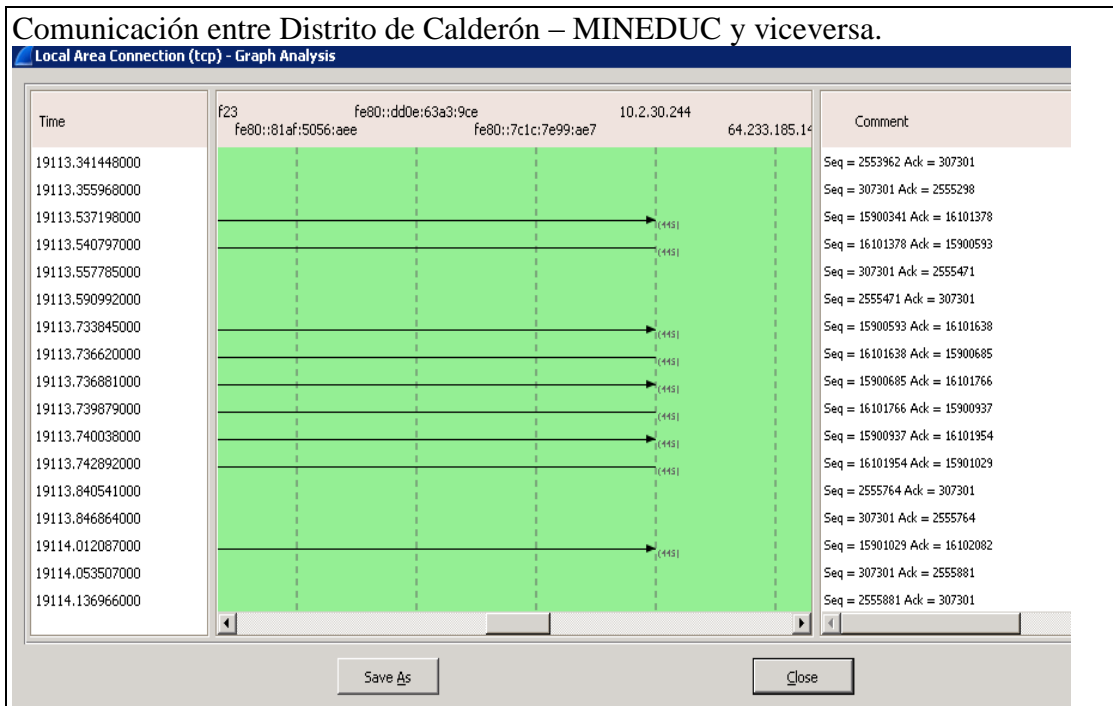 Comunicación entre Distrito de Calderón – MINEDUC y viceversa.
Local Area Connection (tcp) - Graph Analysis
Time
f23 fe80::dd0e:63a3:9ce 10.2.30.244
fe80::81af:5056:aee fe80::7c1c:7e99:ae7 64.233.185.14
Comment
19113.341448000 Seq = 2553962 Ack = 307301
19113.355968000 Seq = 307301 Ack = 2555298
19113.537198000 (445) Seq = 15900341 Ack = 16101378
19113.540797000 (445) Seq = 16101378 Ack = 15900593
19113.557785000 Seq = 307301 Ack = 2555471
19113.590992000 Seq = 2555471 Ack = 307301
19113.733845000 (445) Seq = 15900593 Ack = 16101638
19113.736620000 (445) Seq = 16101638 Ack = 15900685
19113.736881000 (445) Seq = 15900685 Ack = 16101766
19113.739879000 (445) Seq = 16101766 Ack = 15900937
19113.740038000 (445) Seq = 15900937 Ack = 16101954
19113.742892000 (445) Seq = 16101954 Ack = 15901029
19113.840541000 Seq = 2555764 Ack = 307301
19113.846864000 Seq = 307301 Ack = 2555764
19114.012087000 (445) Seq = 15901029 Ack = 16102082
19114.053507000 Seq = 307301 Ack = 2555881
19114.136966000 Seq = 2555881 Ack = 307301
Save As Close